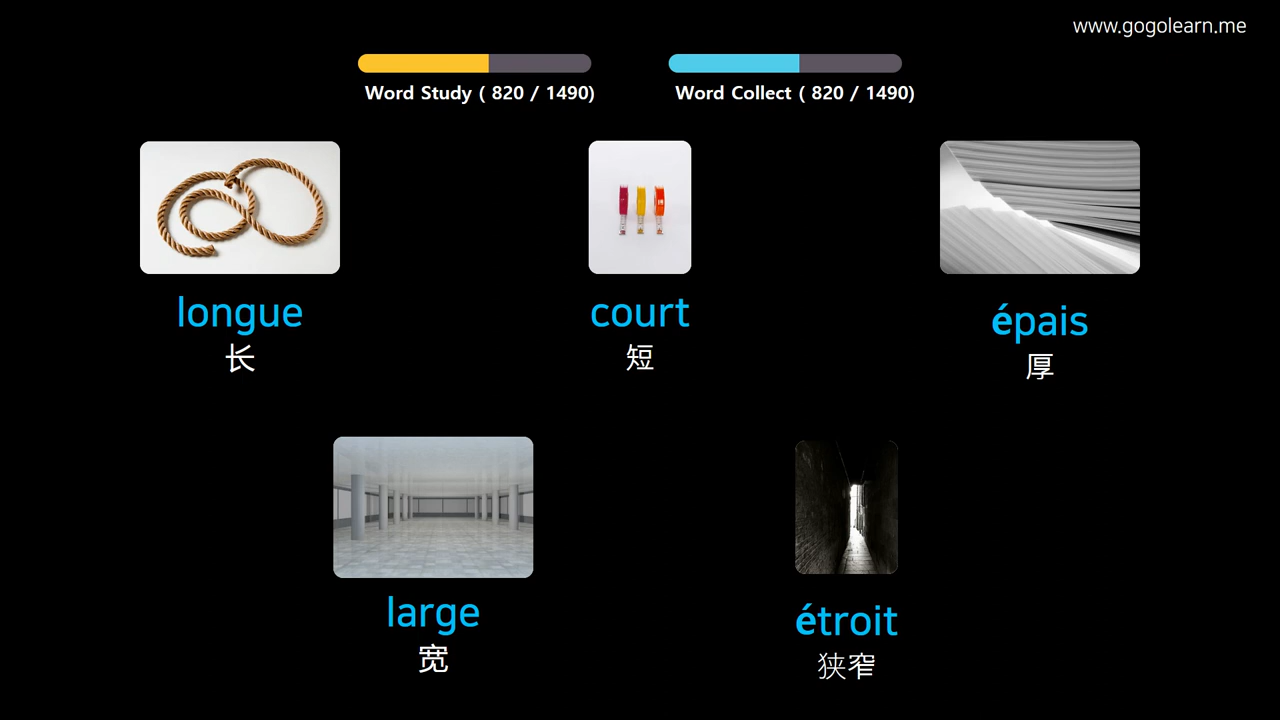 www.gogolearn.me
Word Study ( 820 / 1490)
Word Collect ( 820 / 1490)
longue
长
court
短
épais
厚
large
宽
étroit
狭窄